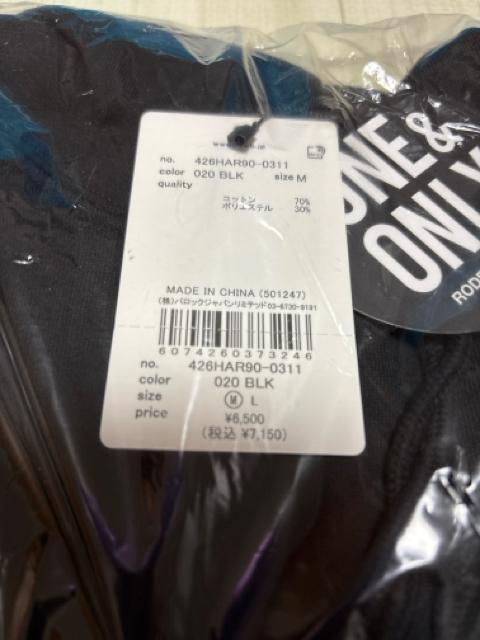 no. 426HAR90-0311
color 020 BLK size M
quality
コットン 70%
ポリエステル 30%
MADE IN CHINA (501247)
(株)バロックジャパンリミテッド03-6730-9191
6074260373246
no. 426HAR90-0311
color 020 BLK
size M L
price ¥6,500
(税込 ¥7,150)
ONE&
ONLY
RODE